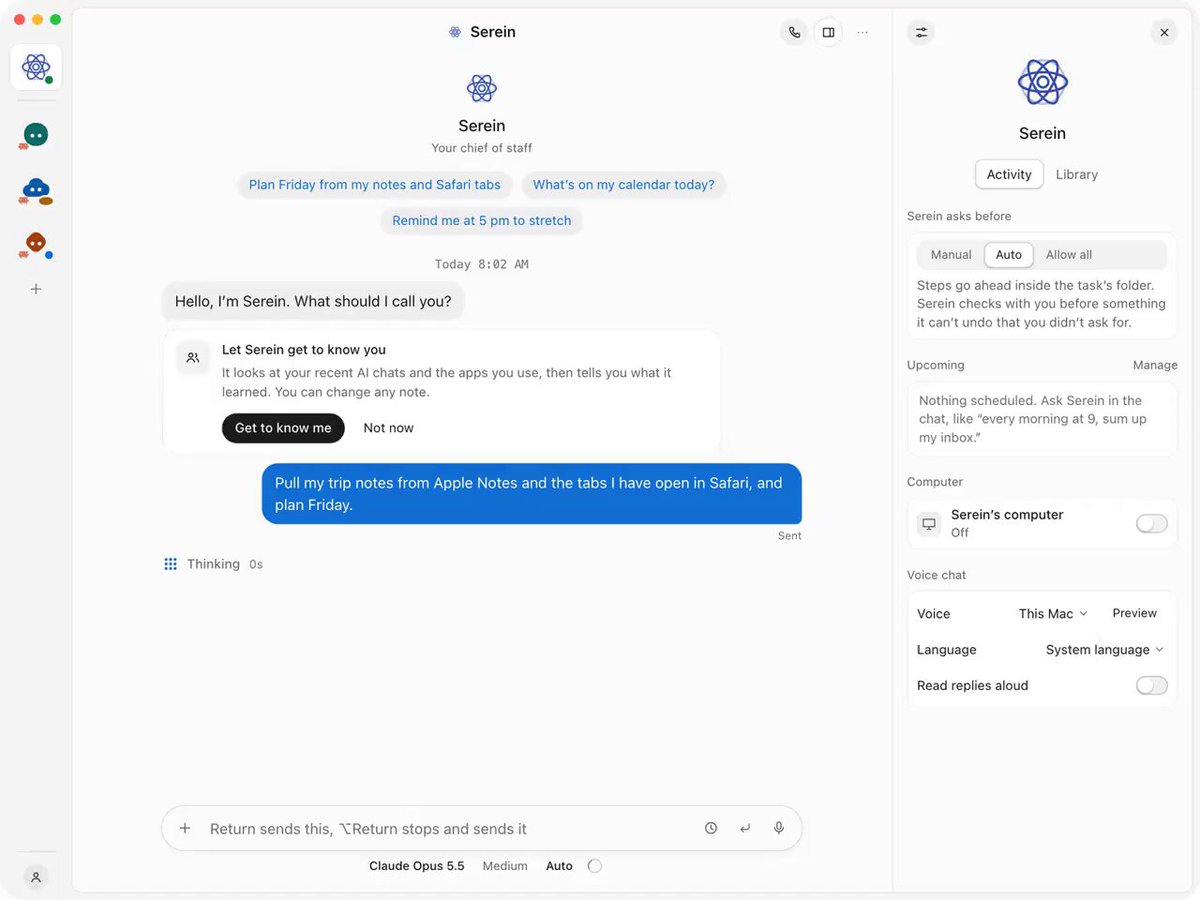 Serein
Serein
Your chief of staff
Plan Friday from my notes and Safari tabs
What's on my calendar today?
Remind me at 5 pm to stretch
Today 8:02 AM
Hello, I'm Serein. What should I call you?
Let Serein get to know you
It looks at your recent AI chats and the apps you use, then tells you what it
learned. You can change any note.
Get to know me
Not now
Pull my trip notes from Apple Notes and the tabs I have open in Safari, and
plan Friday.
Sent
Thinking 0s
Return sends this, ⌥Return stops and sends it
Claude Opus 5.5 Medium Auto
Serein
Activity Library
Serein asks before
Manual Auto Allow all
Steps go ahead inside the task's folder.
Serein checks with you before something
it can't undo that you didn't ask for.
Upcoming Manage
Nothing scheduled. Ask Serein in the
chat, like “every morning at 9, sum up
my inbox.”
Computer
Serein's computer
Off
Voice chat
Voice This Mac Preview
Language System language
Read replies aloud